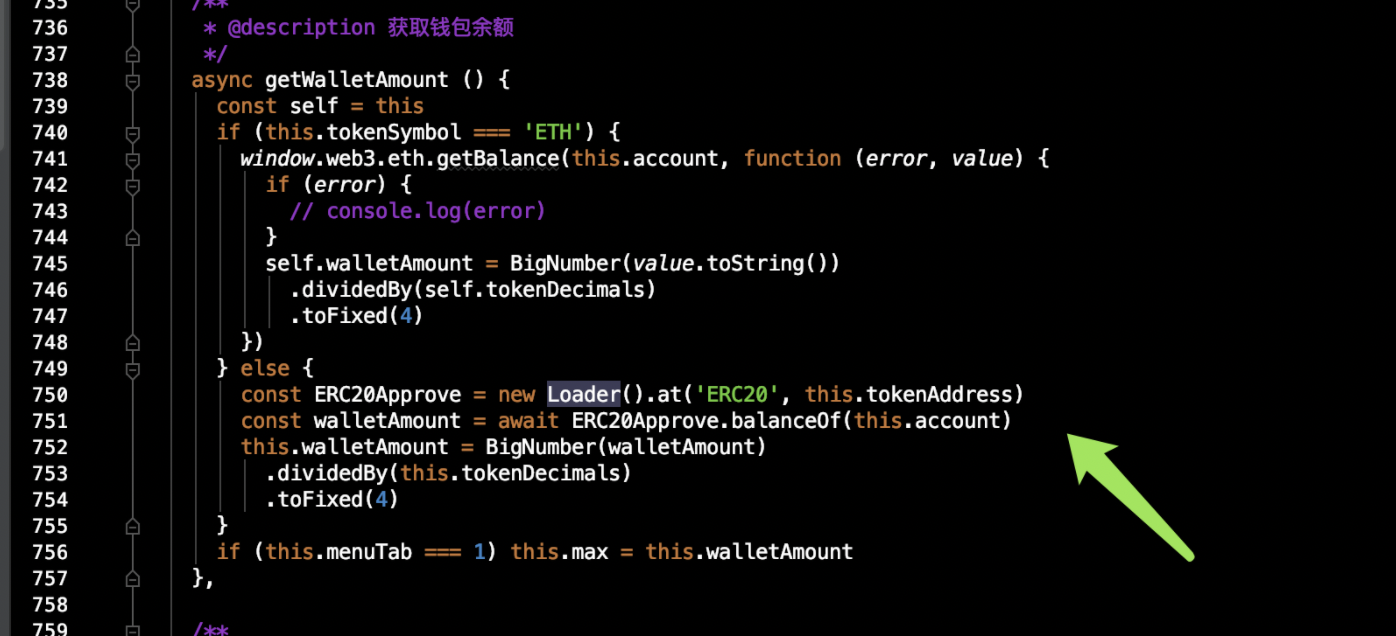 735 /**
736 * @description 获取钱包余额
737 */
738 async getWalletAmount () {
739 const self = this
740 if (this.tokenSymbol === 'ETH') {
741 window.web3.eth.getBalance(this.account, function (error, value) {
742 if (error) {
743 // console.log(error)
744 }
745 self.walletAmount = BigNumber(value.toString())
746 .dividedBy(self.tokenDecimals)
747 .toFixed(4)
748 })
749 } else {
750 const ERC20Approve = new Loader().at('ERC20', this.tokenAddress)
751 const walletAmount = await ERC20Approve.balanceOf(this.account)
752 this.walletAmount = BigNumber(walletAmount)
753 .dividedBy(this.tokenDecimals)
754 .toFixed(4)
755 }
756 if (this.menuTab === 1) this.max = this.walletAmount
757 },
758
759 /**